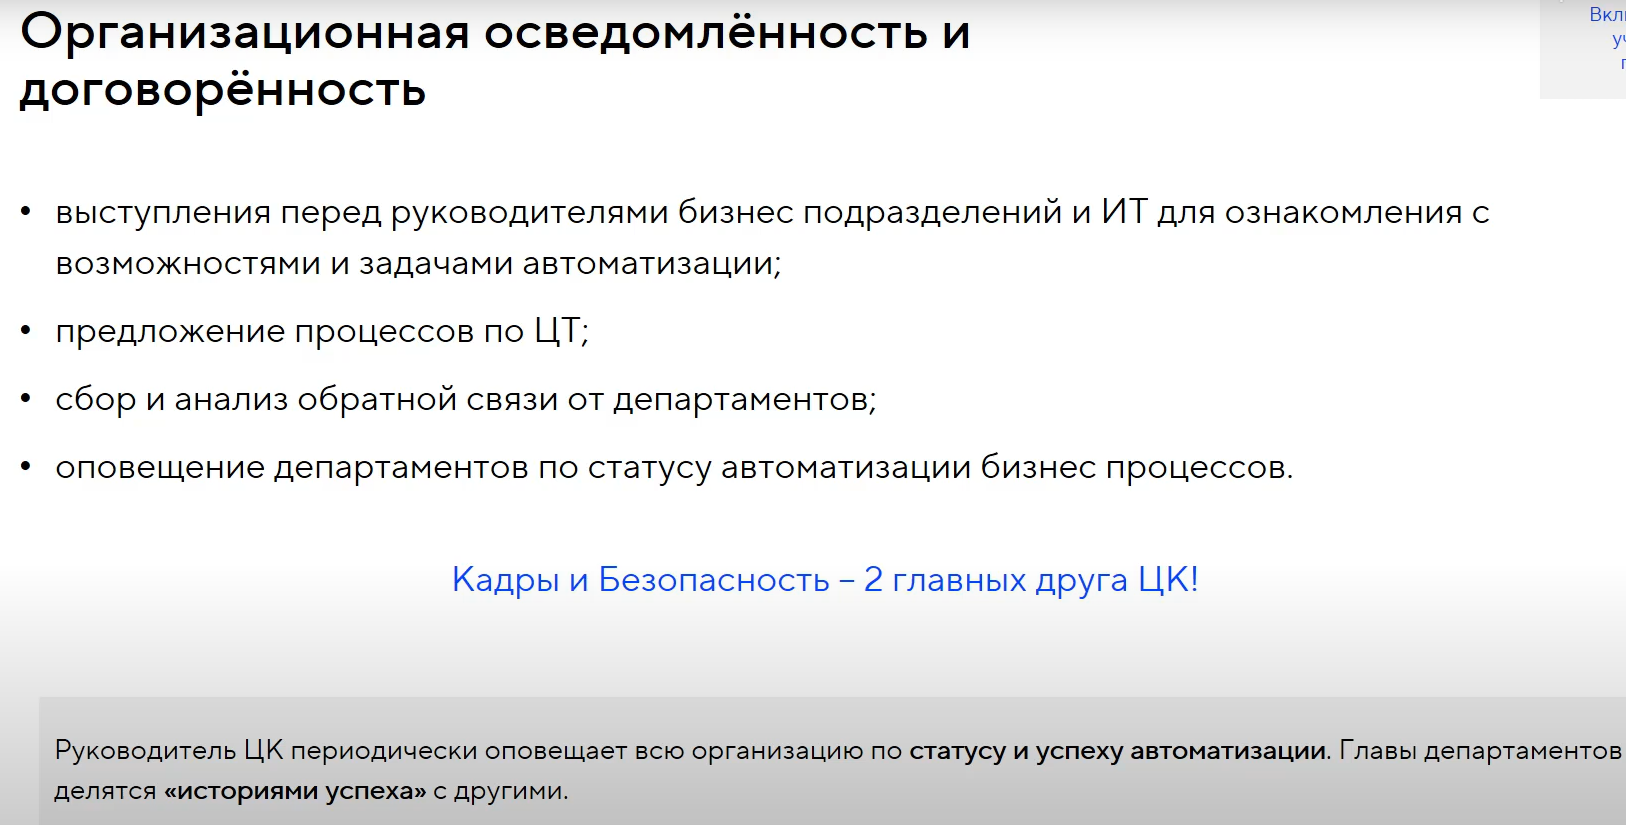 Организационная осведомлённость и
договорённость
• выступления перед руководителями бизнес подразделений и ИТ для ознакомления с
возможностями и задачами автоматизации;
• предложение процессов по ЦТ;
• сбор и анализ обратной связи от департаментов;
• оповещение департаментов по статусу автоматизации бизнес процессов.
Кадры и Безопасность – 2 главных друга ЦК!
Руководитель ЦК периодически оповещает всю организацию по статусу и успеху автоматизации. Главы департаментов
делятся «историями успеха» с другими.